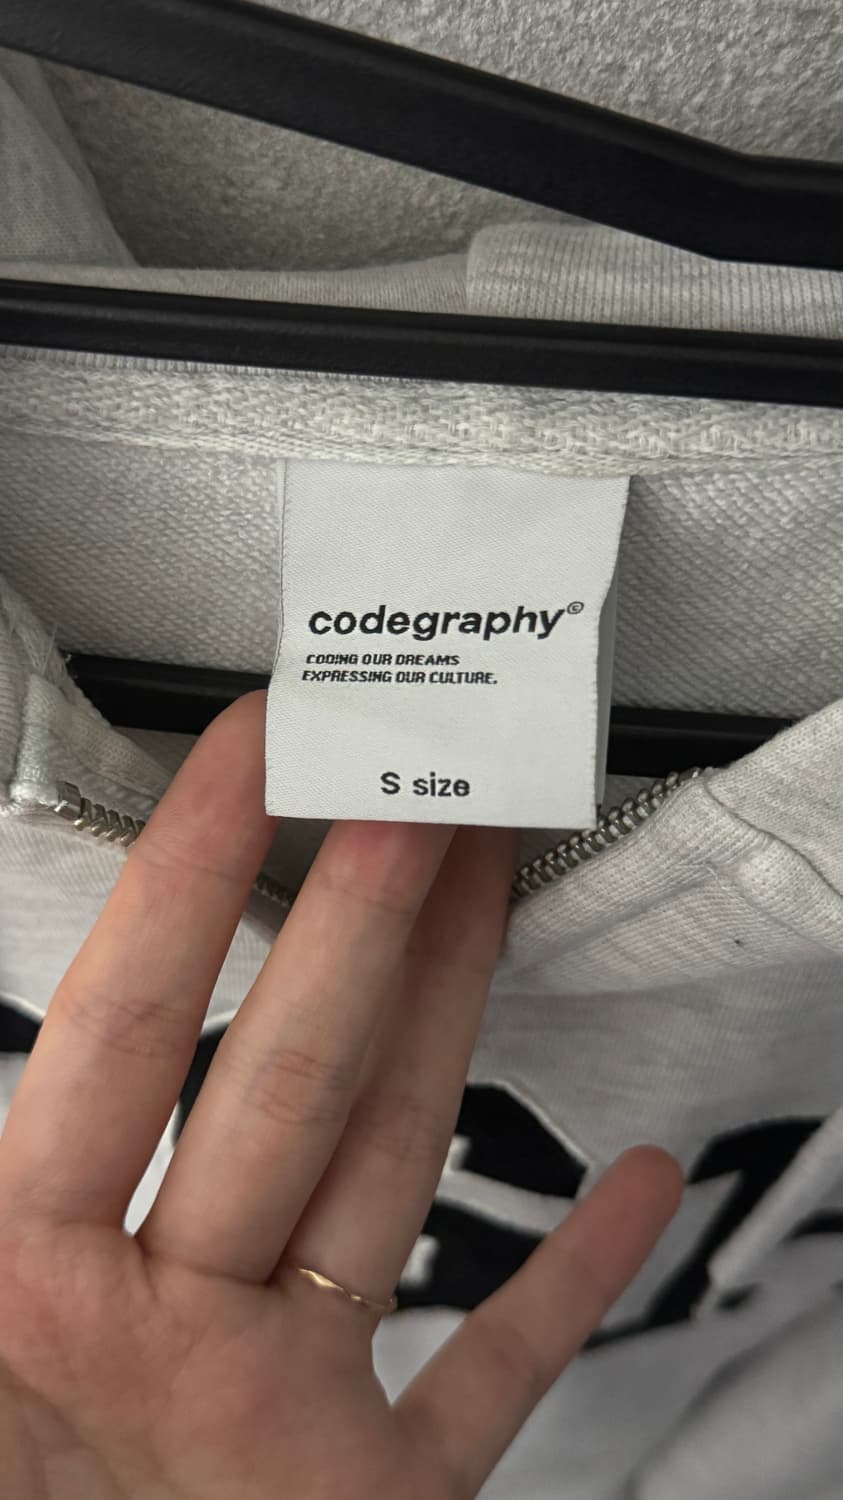 codegraphy©
CODING OUR DREAMS
EXPRESSING OUR CULTURE.
S size